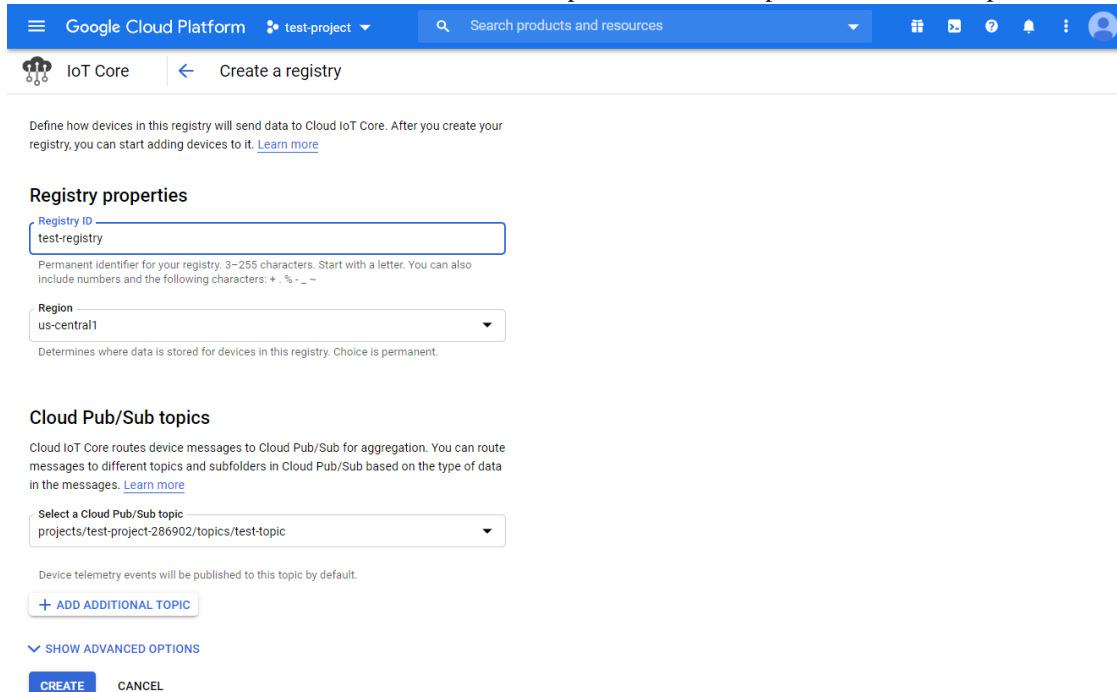 Google Cloud Platform test-project Search products and resources
IoT Core Create a registry
Define how devices in this registry will send data to Cloud IoT Core. After you create your
registry, you can start adding devices to it. Learn more
Registry properties
Registry ID
test-registry
Permanent identifier for your registry. 3–255 characters. Start with a letter. You can also
include numbers and the following characters: + . % - _ ~
Region
us-central1
Determines where data is stored for devices in this registry. Choice is permanent.
Cloud Pub/Sub topics
Cloud IoT Core routes device messages to Cloud Pub/Sub for aggregation. You can route
messages to different topics and subfolders in Cloud Pub/Sub based on the type of data
in the messages. Learn more
Select a Cloud Pub/Sub topic
projects/test-project-286902/topics/test-topic
Device telemetry events will be published to this topic by default.
+ ADD ADDITIONAL TOPIC
SHOW ADVANCED OPTIONS
CREATE CANCEL